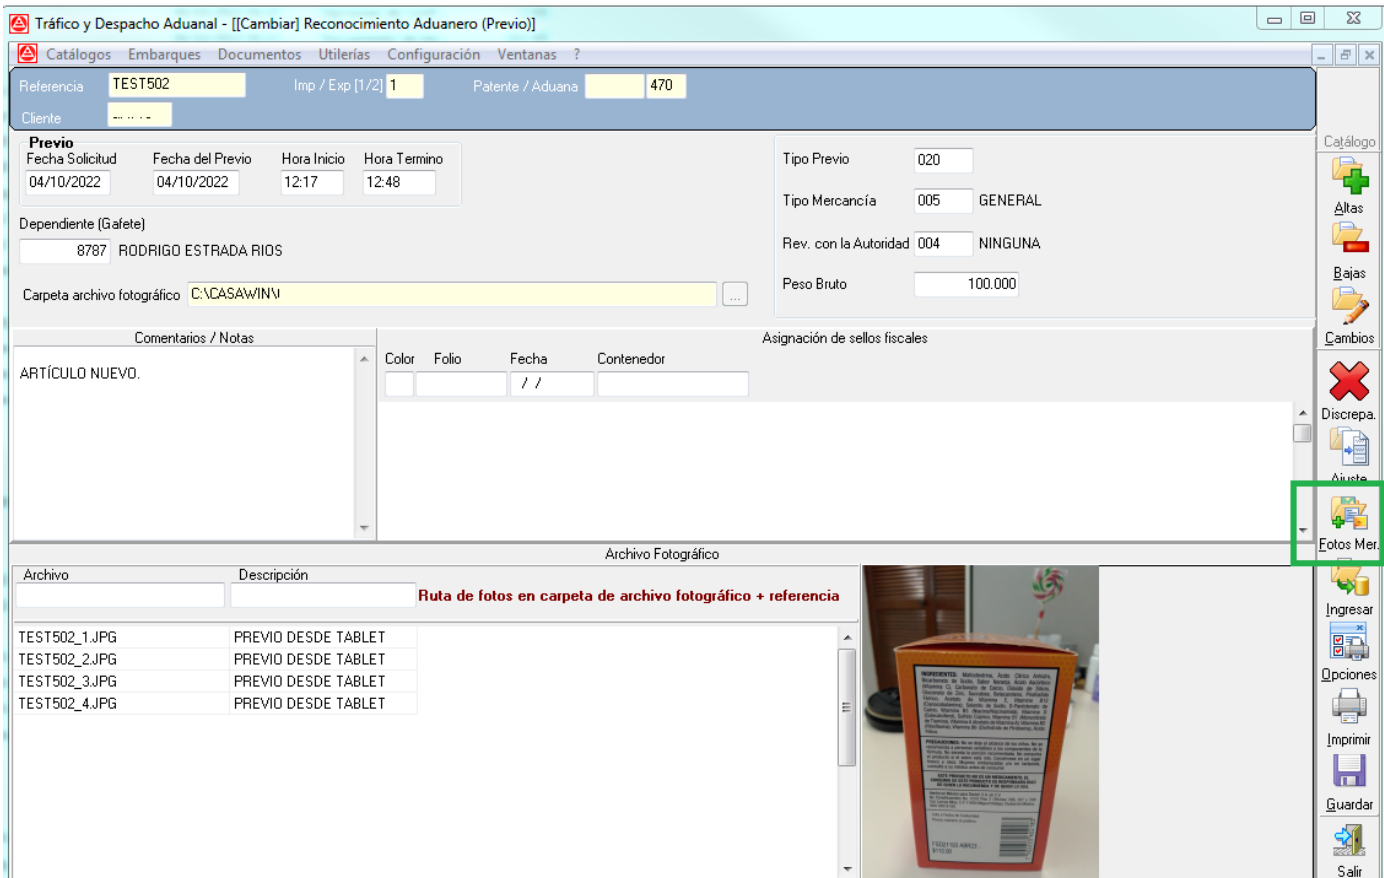 Tráfico y Despacho Aduanal - [[Cambiar] Reconocimiento Aduanero (Previo)]
Catálogos Embarques Documentos Utilerías Configuración Ventanas ?
Referencia TEST502 Imp / Exp [1/2] 1 Patente / Aduana 470
Cliente
Previo
Fecha Solicitud Fecha del Previo Hora Inicio Hora Termino
04/10/2022 04/10/2022 12:17 12:48
Dependiente (Gafete)
8787 RODRIGO ESTRADA RIOS
Carpeta archivo fotográfico C:\CASAWIN\I
...
Tipo Previo 020
Tipo Mercancía 005 GENERAL
Rev. con la Autoridad 004 NINGUNA
Peso Bruto 100.000
Comentarios / Notas
ARTÍCULO NUEVO.
Asignación de sellos fiscales
Color Folio Fecha Contenedor
/ /
Archivo Fotográfico
Archivo Descripción
Ruta de fotos en carpeta de archivo fotográfico + referencia
TEST502_1.JPG PREVIO DESDE TABLET
TEST502_2.JPG PREVIO DESDE TABLET
TEST502_3.JPG PREVIO DESDE TABLET
TEST502_4.JPG PREVIO DESDE TABLET
Catálogo
Altas
Bajas
Cambios
Discrepa.
Ajuste
Fotos Mer.
Ingresar
Opciones
Imprimir
Guardar
Salir